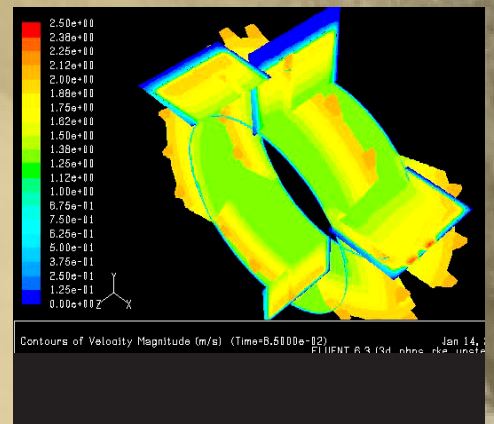 2.50e+00
2.38e+00
2.25e+00
2.12e+00
2.00e+00
1.88e+00
1.75e+00
1.62e+00
1.50e+00
1.38e+00
1.25e+00
1.12e+00
1.00e+00
8.75e-01
7.50e-01
6.25e-01
5.00e-01
3.75e-01
2.50e-01
1.25e-01
0.00e+00
Y
Z X
Contours of Velocity Magnitude (m/s) (Time=8.5000e-02) Jan 14,
FLUENT 6.3 (3d, pbns, rke,